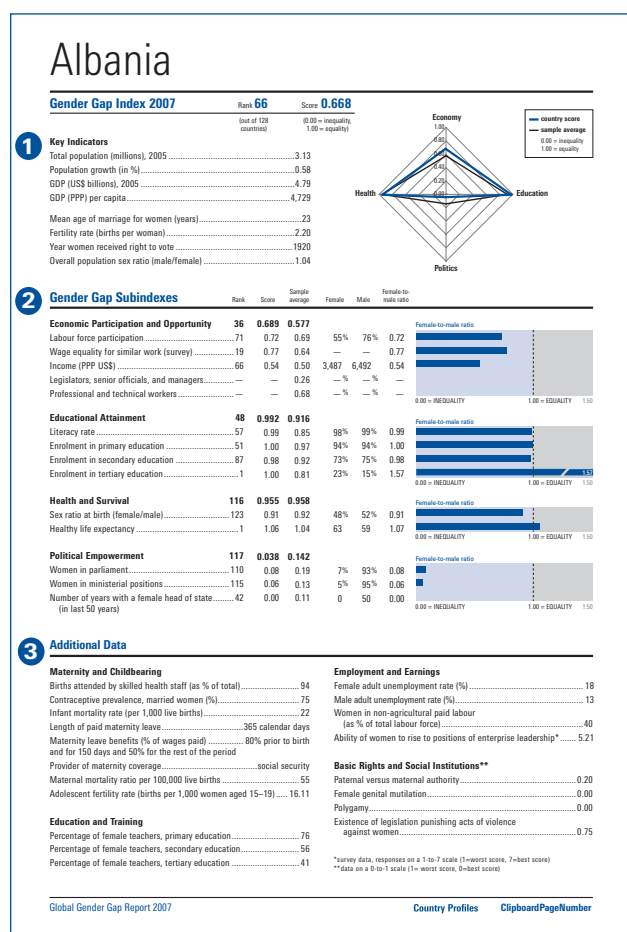 Albania
Gender Gap Index 2007 Rank 66 Score 0.668
(out of 128 countries) (0.00 = inequality, 1.00 = equality)
1
Key Indicators
Total population (millions), 2005 3.13
Population growth (in %) 0.58
GDP (US$ billions), 2005 4.79
GDP (PPP) per capita 4,729
Mean age of marriage for women (years) 23
Fertility rate (births per woman) 2.20
Year women received right to vote 1920
Overall population sex ratio (male/female) 1.04
Economy
1.00
0.80
0.60
0.40
0.20
0.00
Health
Education
Politics
country score
sample average
0.00 = inequality
1.00 = equality
2
Gender Gap Subindexes Rank Score Sample average Female Male Female-to-male ratio
Economic Participation and Opportunity 36 0.689 0.577
Labour force participation 71 0.72 0.69 55% 76% 0.72
Wage equality for similar work (survey) 19 0.77 0.64 — — 0.77
Income (PPP US$) 66 0.54 0.50 3,487 6,492 0.54
Legislators, senior officials, and managers — — 0.26 —% —% —
Professional and technical workers — — 0.68 —% —% —
Female-to-male ratio
0.00 = INEQUALITY 1.00 = EQUALITY 1.50
Educational Attainment 48 0.992 0.916
Literacy rate 57 0.99 0.85 98% 99% 0.99
Enrolment in primary education 51 1.00 0.97 94% 94% 1.00
Enrolment in secondary education 87 0.98 0.92 73% 75% 0.98
Enrolment in tertiary education 1 1.00 0.81 23% 15% 1.57
Female-to-male ratio
1.57
0.00 = INEQUALITY 1.00 = EQUALITY 1.50
Health and Survival 116 0.955 0.958
Sex ratio at birth (female/male) 123 0.91 0.92 48% 52% 0.91
Healthy life expectancy 1 1.06 1.04 63 59 1.07
Female-to-male ratio
0.00 = INEQUALITY 1.00 = EQUALITY 1.50
Political Empowerment 117 0.038 0.142
Women in parliament 110 0.08 0.19 7% 93% 0.08
Women in ministerial positions 115 0.06 0.13 5% 95% 0.06
Number of years with a female head of state 42 0.00 0.11 0 50 0.00
(in last 50 years)
Female-to-male ratio
0.00 = INEQUALITY 1.00 = EQUALITY 1.50
3
Additional Data
Maternity and Childbearing
Births attended by skilled health staff (as % of total) 94
Contraceptive prevalence, married women (%) 75
Infant mortality rate (per 1,000 live births) 22
Length of paid maternity leave 365 calendar days
Maternity leave benefits (% of wages paid) 80% prior to birth
and for 150 days and 50% for the rest of the period
Provider of maternity coverage social security
Maternal mortality ratio per 100,000 live births 55
Adolescent fertility rate (births per 1,000 women aged 15–19) 16.11
Education and Training
Percentage of female teachers, primary education 76
Percentage of female teachers, secondary education 56
Percentage of female teachers, tertiary education 41
Employment and Earnings
Female adult unemployment rate (%) 18
Male adult unemployment rate (%) 13
Women in non-agricultural paid labour
(as % of total labour force) 40
Ability of women to rise to positions of enterprise leadership* 5.21
Basic Rights and Social Institutions**
Paternal versus maternal authority 0.20
Female genital mutilation 0.00
Polygamy 0.00
Existence of legislation punishing acts of violence
against women 0.75
*survey data, responses on a 1-to-7 scale (1=worst score, 7=best score)
**data on a 0-to-1 scale (1= worst score, 0=best score)
Global Gender Gap Report 2007 Country Profiles ClipboardPageNumber